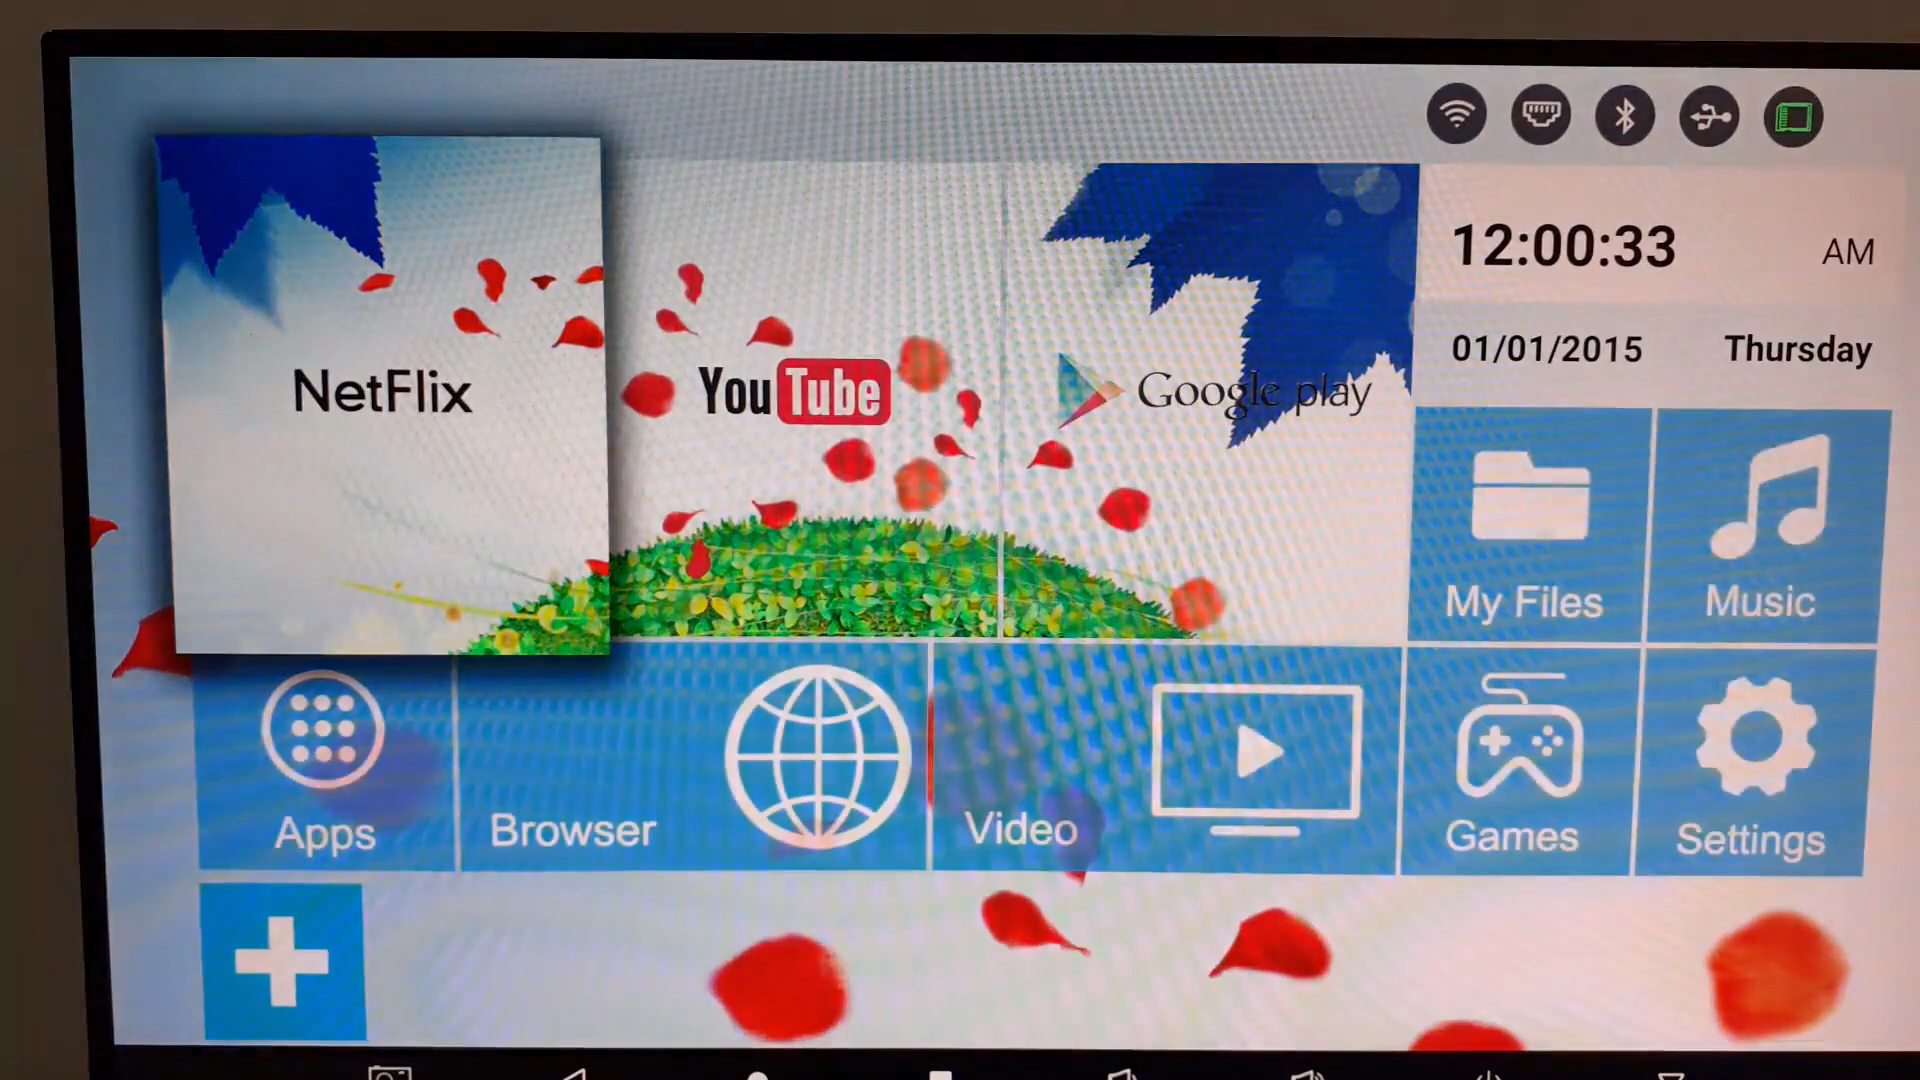 12:00:33 AM
01/01/2015 Thursday
NetFlix
YouTube
Google play
My Files
Music
Apps
Browser
Video
Games
Settings